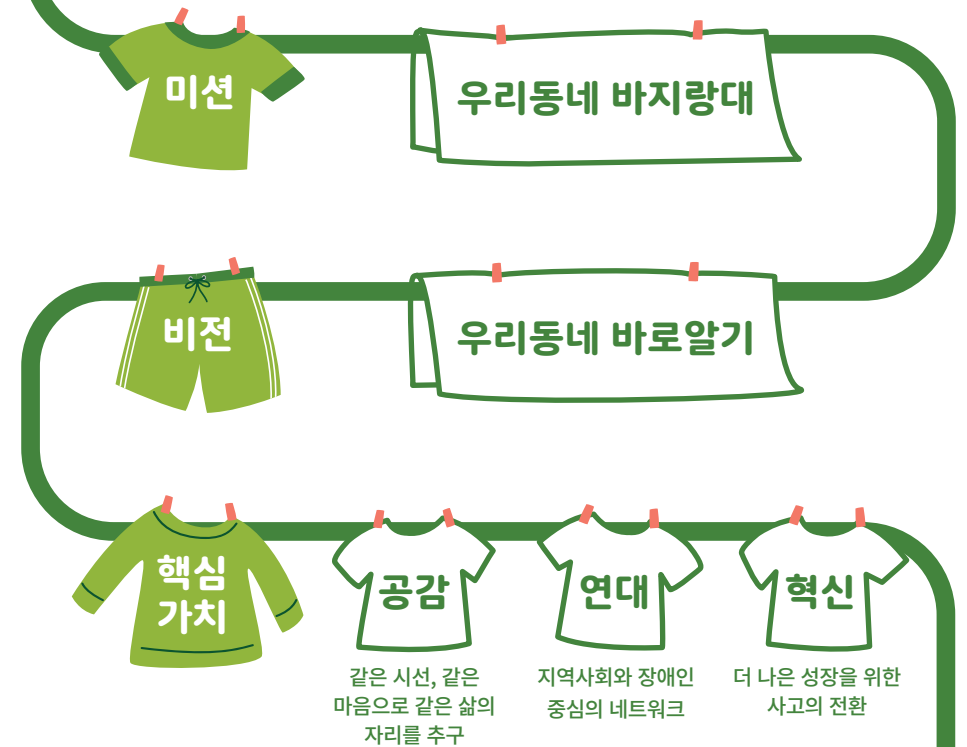 미션
우리동네 바지랑대
비전
우리동네 바로알기
핵심
가치
공감
같은 시선, 같은
마음으로 같은 삶의
자리를 추구
연대
지역사회와 장애인
중심의 네트워크
혁신
더 나은 성장을 위한
사고의 전환